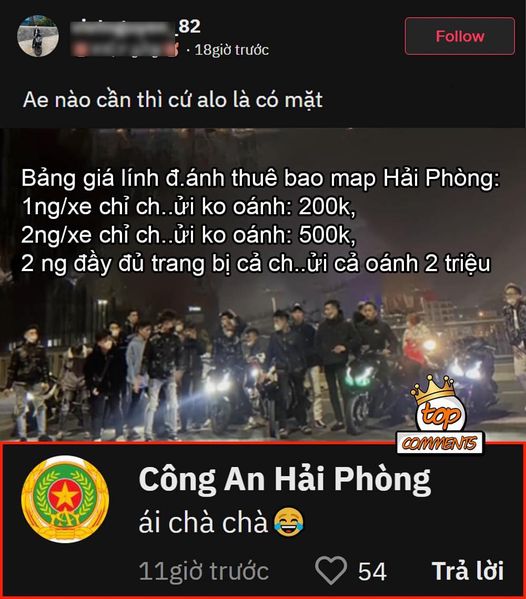 _82
· 18giờ trước
Follow
Ae nào cần thì cứ alo là có mặt
Bảng giá lính đ.ánh thuê bao map Hải Phòng:
1ng/xe chỉ ch..ửi ko oánh: 200k,
2ng/xe chỉ ch..ửi ko oánh: 500k,
2 ng đầy đủ trang bị cả ch..ửi cả oánh 2 triệu
top
COMMENTS
Công An Hải Phòng
ái chà chà😂
11giờ trước
54
Trả lời